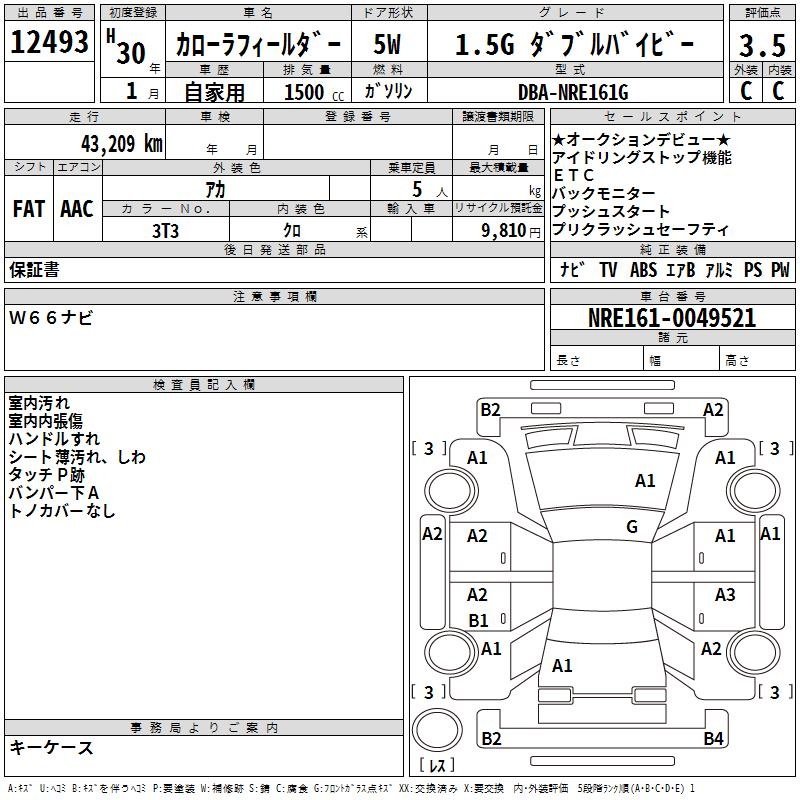 出品番号 初度登録 車名 ドア形状 グレード 評価点
12493 H30年 カローラフィールダー 5W 1.5G ダブルバイビー 3.5
車歴 排気量 燃料 型式 外装 内装
1月 自家用 1500 CC ガソリン DBA-NRE161G C C
走行 車検 登録番号 譲渡書類期限 セールスポイント
43,209 km 年 月 月 日
★オークションデビュー★
アイドリングストップ機能
ＥＴＣ
バックモニター
プッシュスタート
プリクラッシュセーフティ
シフト エアコン 外装色 乗車定員 最大積載量
FAT AAC アカ 5人 kg
カラーNo. 内装色 輸入車 リサイクル預託金
3T3 クロ 系 9,810円
後日発送部品 純正装備
保証書 ナビ TV ABS エアB アルミ PS PW
注意事項欄 車台番号
Ｗ６６ナビ NRE161-0049521
諸元
長さ 幅 高さ
検査員記入欄
室内汚れ
室内内張傷
ハンドルすれ
シート薄汚れ、しわ
タッチＰ跡
バンパー下Ａ
トノカバーなし
B2 A2
[ 3 ] A1 A1 [ 3 ]
A1
G
A2 A2 A1 A1
A2 A3
B1
A1 A2
A1
[ 3 ] [ 3 ]
B2 B4
[ ﾚｽ ]
事務局よりご案内
キーケース
A:ｷｽﾞ U:ﾍｺﾐ B:ｷｽﾞを伴うﾍｺﾐ P:要塗装 W:補修跡 S:錆 C:腐食 G:ﾌﾛﾝﾄｶﾞﾗｽ点ｷｽﾞ XX:交換済み X:要交換 内・外装評価 5段階ﾗﾝｸ順(A・B・C・D・E) 1